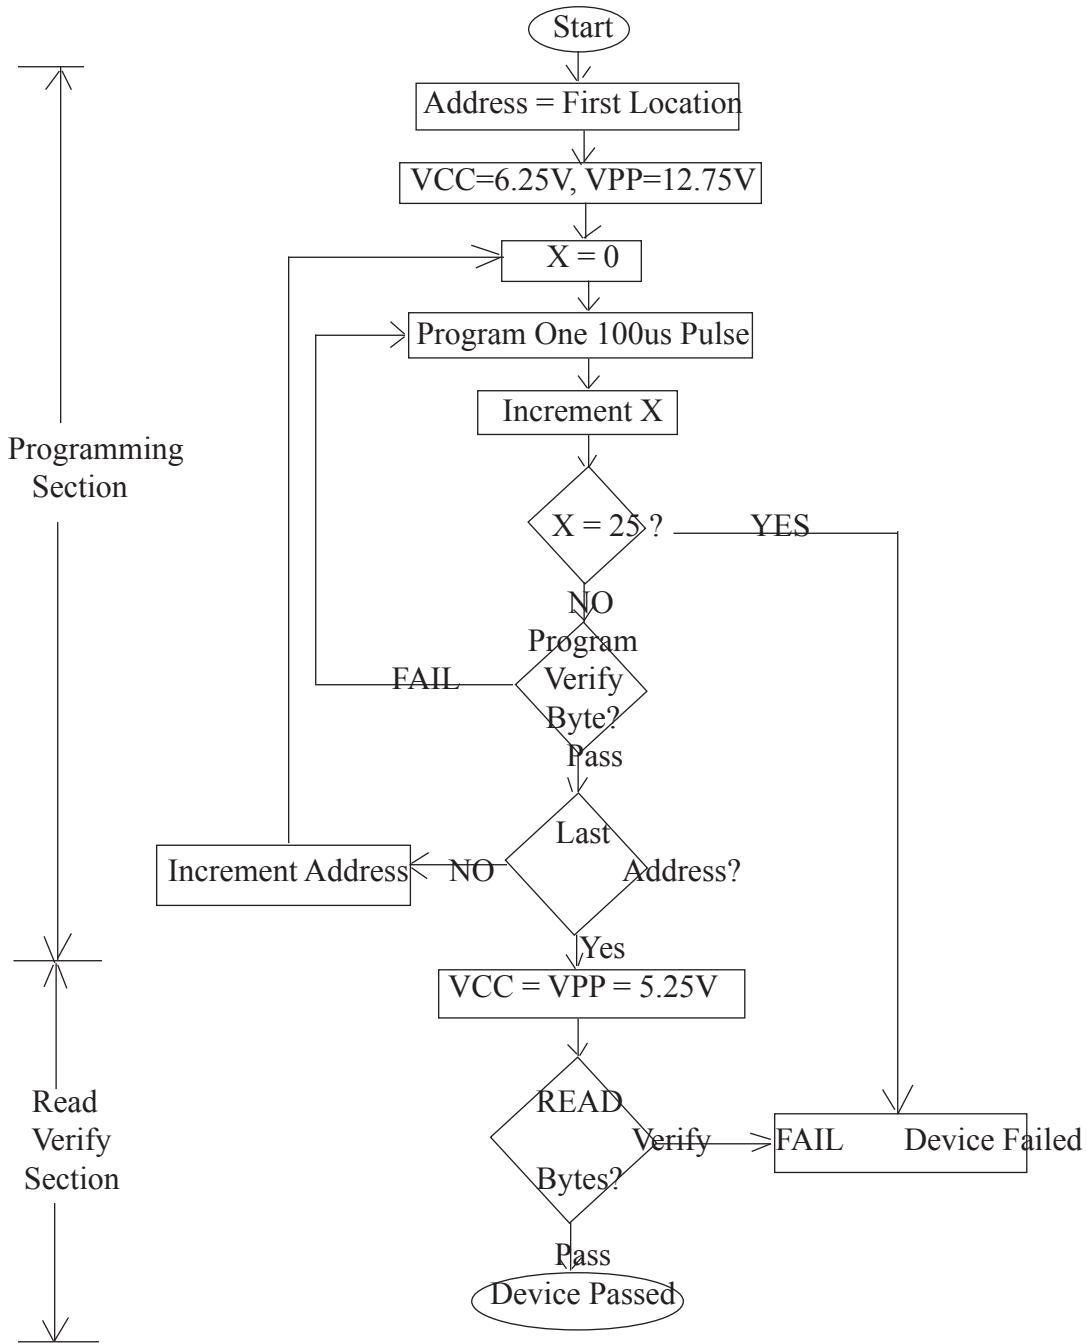 Start
Address = First Location
VCC=6.25V, VPP=12.75V
X = 0
Program One 100us Pulse
Increment X
Programming
Section
X = 25 ?
YES
NO
Program
Verify
Byte?
FAIL
Pass
Last
Address?
NO
Increment Address
Yes
VCC = VPP = 5.25V
Read
Verify
Section
READ
Verify
Bytes?
FAIL
Device Failed
Pass
Device Passed